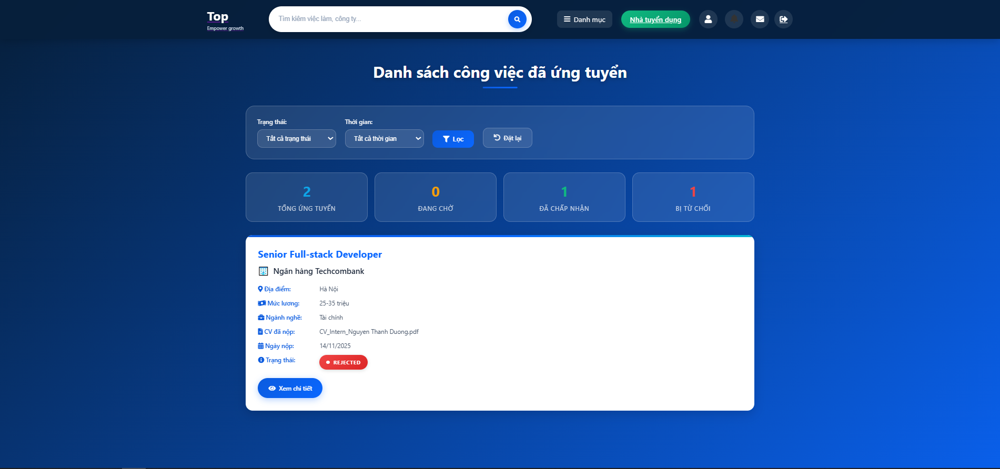 Top
Empower growth
Tìm kiếm việc làm, công ty...
Danh mục
Nhà tuyển dụng
Danh sách công việc đã ứng tuyển
Trạng thái:
Thời gian:
Tất cả trạng thái
Tất cả thời gian
Lọc
Đặt lại
2
TỔNG ỨNG TUYỂN
0
ĐANG CHỜ
1
ĐÃ CHẤP NHẬN
1
BỊ TỪ CHỐI
Senior Full-stack Developer
Ngân hàng Techcombank
Địa điểm: Hà Nội
Mức lương: 25-35 triệu
Ngành nghề: Tài chính
CV đã nộp: CV_Intern_Nguyen Thanh Duong.pdf
Ngày nộp: 14/11/2025
Trạng thái: REJECTED
Xem chi tiết